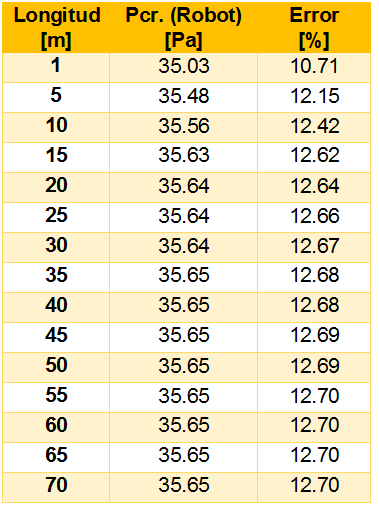 Longitud Pcr. (Robot) Error
[m] [Pa] [%]
1 35.03 10.71
5 35.48 12.15
10 35.56 12.42
15 35.63 12.62
20 35.64 12.64
25 35.64 12.66
30 35.64 12.67
35 35.65 12.68
40 35.65 12.68
45 35.65 12.69
50 35.65 12.69
55 35.65 12.70
60 35.65 12.70
65 35.65 12.70
70 35.65 12.70